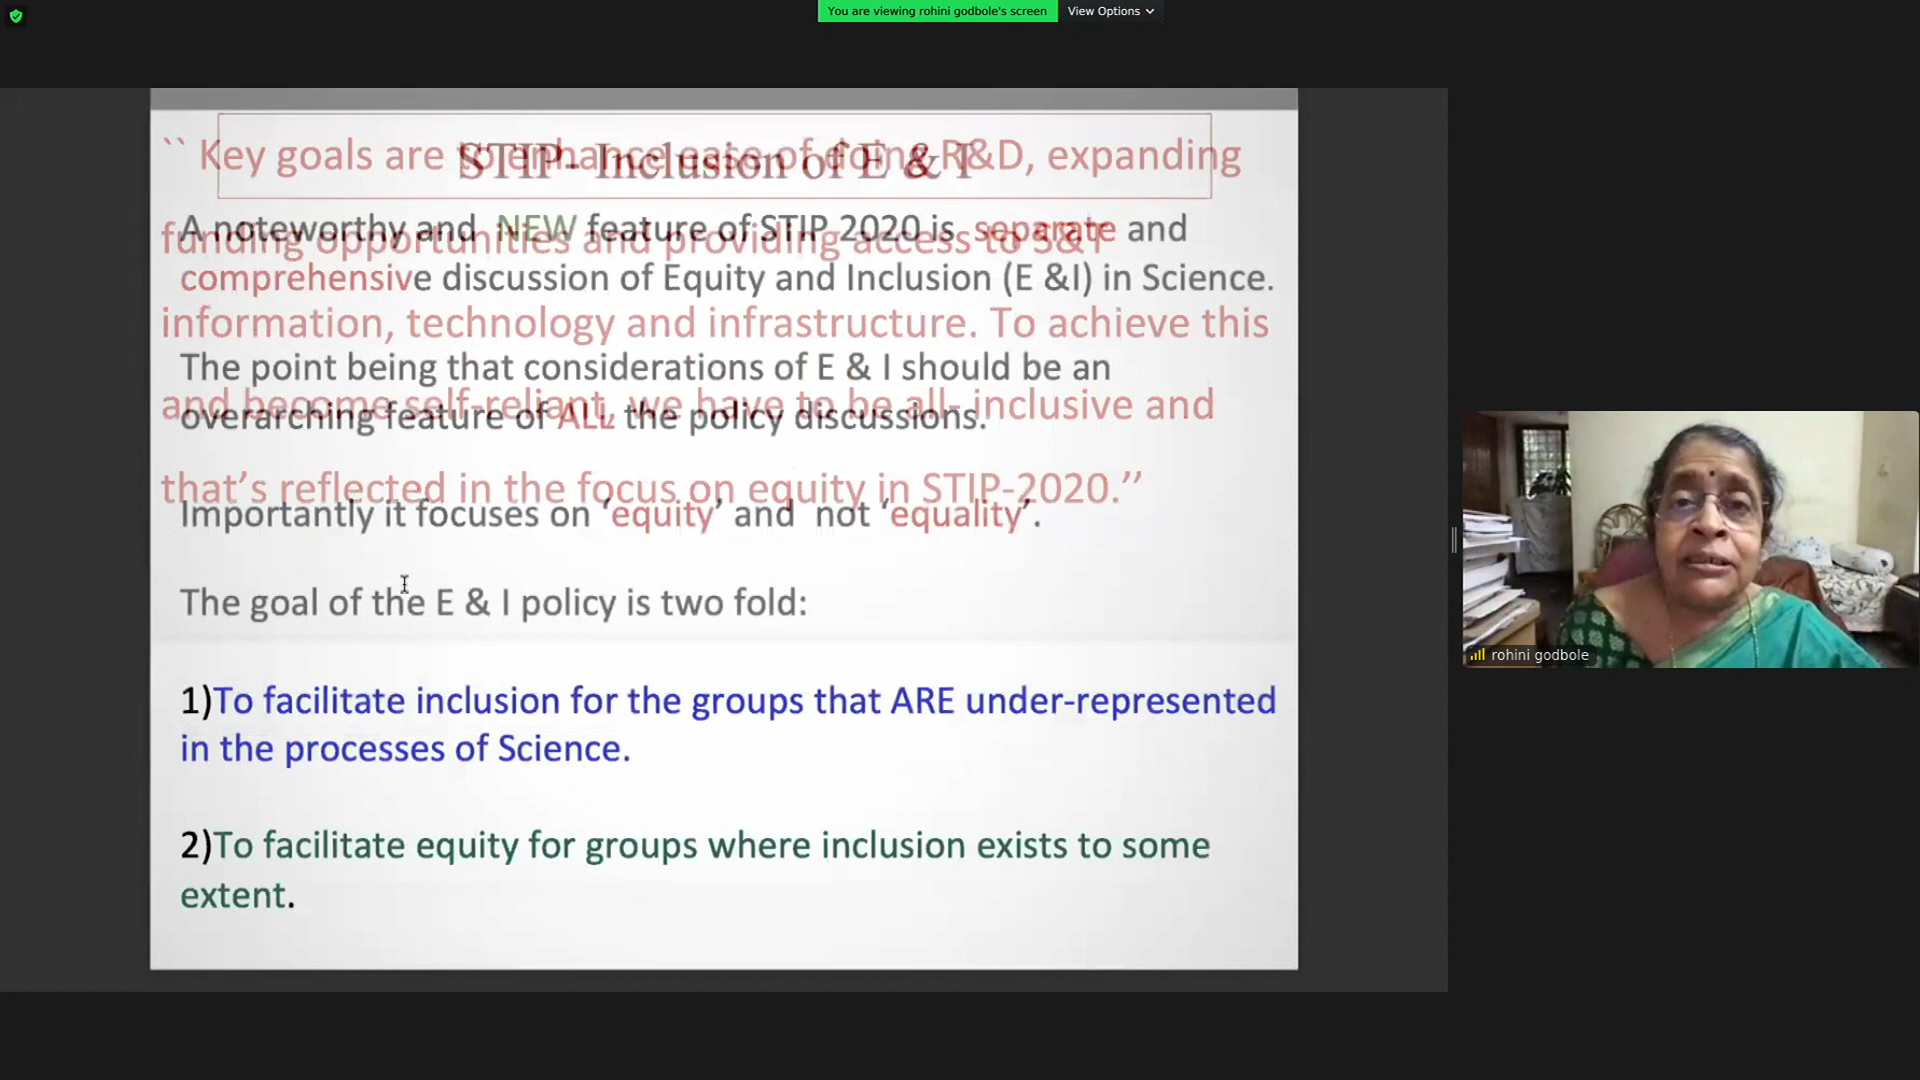 You are viewing rohini godbole's screen
View Options
`` Key goals are to enhance ease of doing R&D, expanding
STIP- Inclusion of E & I
A noteworthy and NEW feature of STIP 2020 is separate and
funding opportunities and providing access to S&T
comprehensive discussion of Equity and Inclusion (E &I) in Science.
information, technology and infrastructure. To achieve this
The point being that considerations of E & I should be an
and become self-reliant, we have to be all- inclusive and
overarching feature of ALL the policy discussions.
that’s reflected in the focus on equity in STIP-2020.’’
Importantly it focuses on ‘equity’ and not ‘equality’.
The goal of the E & I policy is two fold:
1)To facilitate inclusion for the groups that ARE under-represented
in the processes of Science.
2)To facilitate equity for groups where inclusion exists to some
extent.
rohini godbole